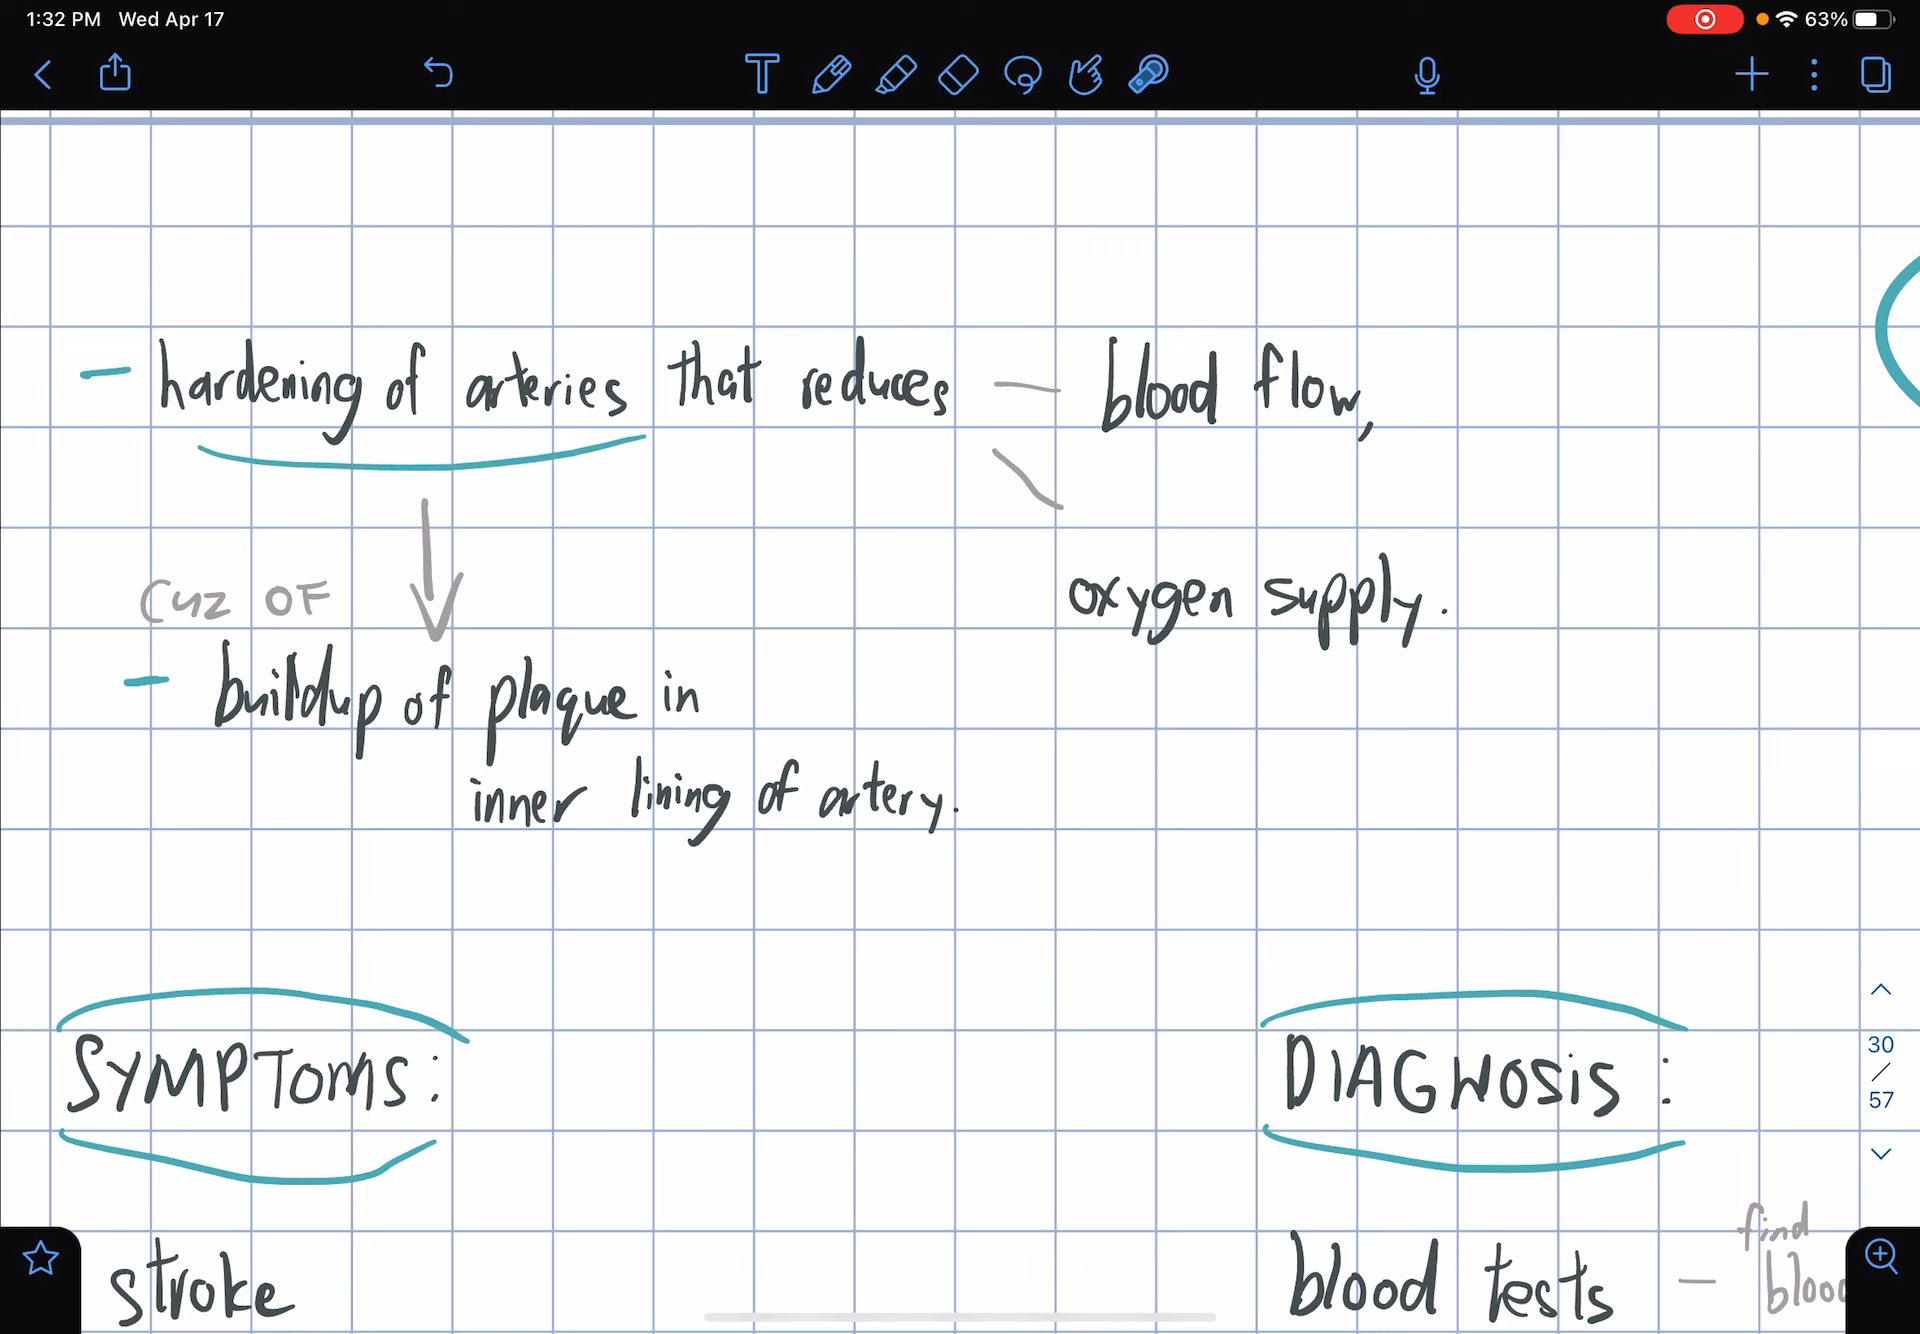 1:32 PM Wed Apr 17
63%
- hardening of arteries that reduces — blood flow,
oxygen supply.
Cuz OF
- buildup of plaque in
inner lining of artery.
SYMPToms:
DIAGNOSiS:
30
/
57
find
stroke
blood tests — blood